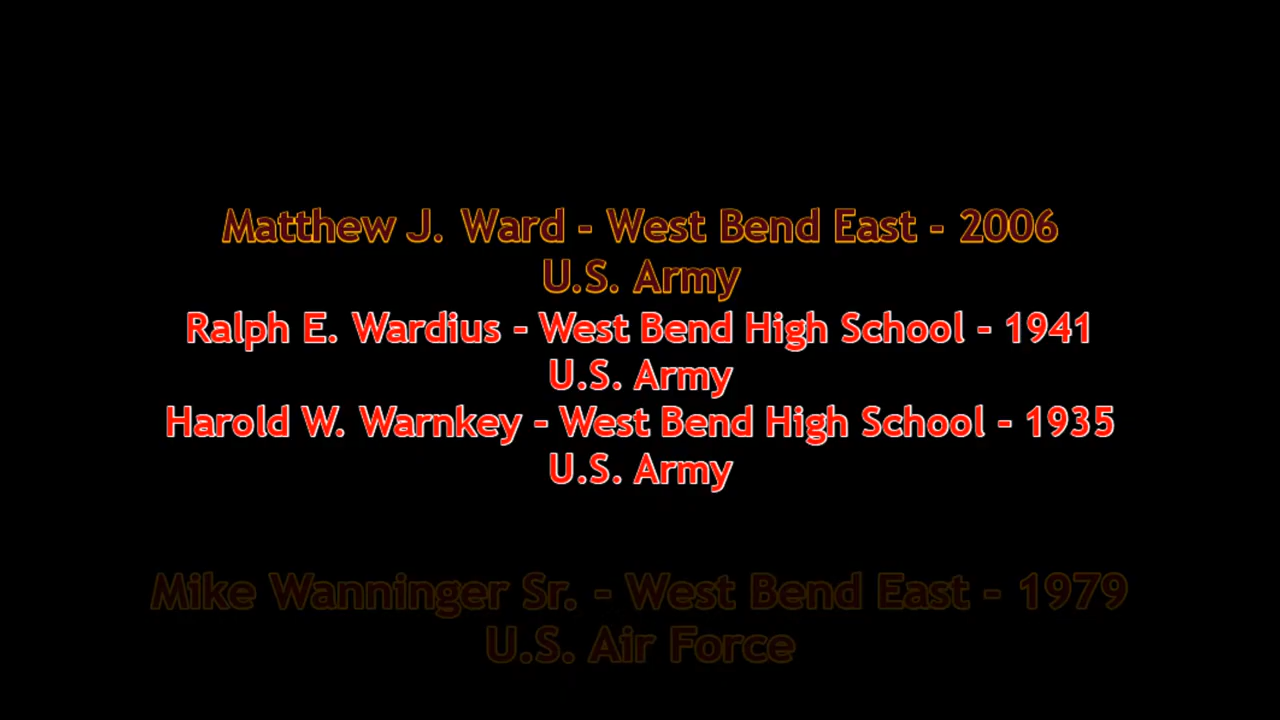 Matthew J. Ward - West Bend East - 2006
U.S. Army
Ralph E. Wardius - West Bend High School - 1941
U.S. Army
Harold W. Warnkey - West Bend High School - 1935
U.S. Army
Mike Wanninger Sr. - West Bend East - 1979
U.S. Air Force